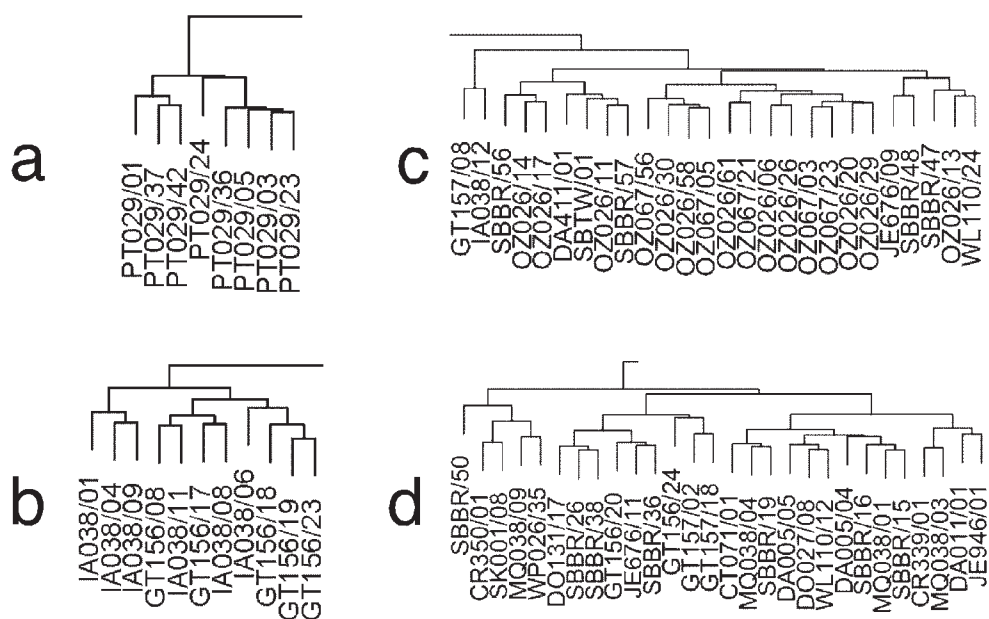 a
PT029/01
PT029/37
PT029/42
PT029/24
PT029/36
PT029/05
PT029/03
PT029/23
c
GT157/08
IA038/12
SBBR/56
OZ026/14
OZ026/17
DA411/01
SBTW/01
OZ026/11
SBBR/57
OZ067/56
OZ026/30
OZ026/58
OZ067/05
OZ026/61
OZ067/21
OZ026/06
OZ026/26
OZ067/03
OZ067/23
OZ026/20
OZ026/29
JE676/09
SBBR/48
SBBR/47
OZ026/13
WL110/24
b
IA038/01
IA038/04
IA038/09
GT156/08
IA038/11
GT156/17
IA038/08
IA038/06
GT156/18
GT156/19
GT156/23
d
SBBR/50
CR350/01
SK001/08
MQ038/09
WP026/35
DO131/17
SBBR/26
SBBR/38
GT156/20
JE676/11
SBBR/36
GT156/24
GT157/02
GT157/18
CT071/01
MQ038/04
SBBR/19
DA005/05
DO027/08
WL110/12
DA005/04
SBBR/16
MQ038/01
SBBR/15
CR339/01
MQ038/03
DA011/01
JE946/01